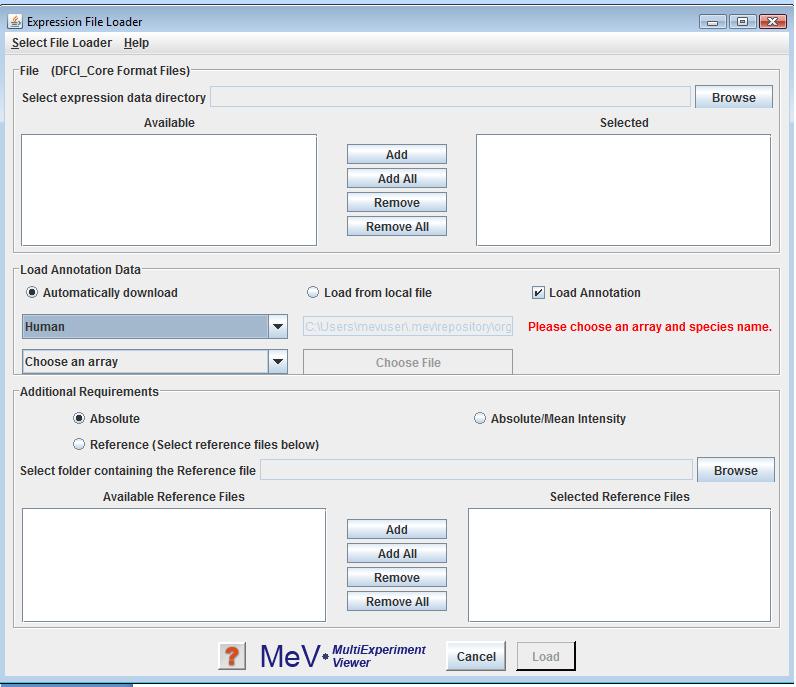 Expression File Loader
Select File Loader Help
File (DFCI_Core Format Files)
Select expression data directory Browse
Available Selected
Add
Add All
Remove
Remove All
Load Annotation Data
Automatically download Load from local file Load Annotation
Human C:\Users\mevuser\.mev\repository\org Please choose an array and species name.
Choose an array Choose File
Additional Requirements
Absolute Absolute/Mean Intensity
Reference (Select reference files below)
Select folder containing the Reference file Browse
Available Reference Files Selected Reference Files
Add
Add All
Remove
Remove All
? MeV MultiExperiment Viewer Cancel Load